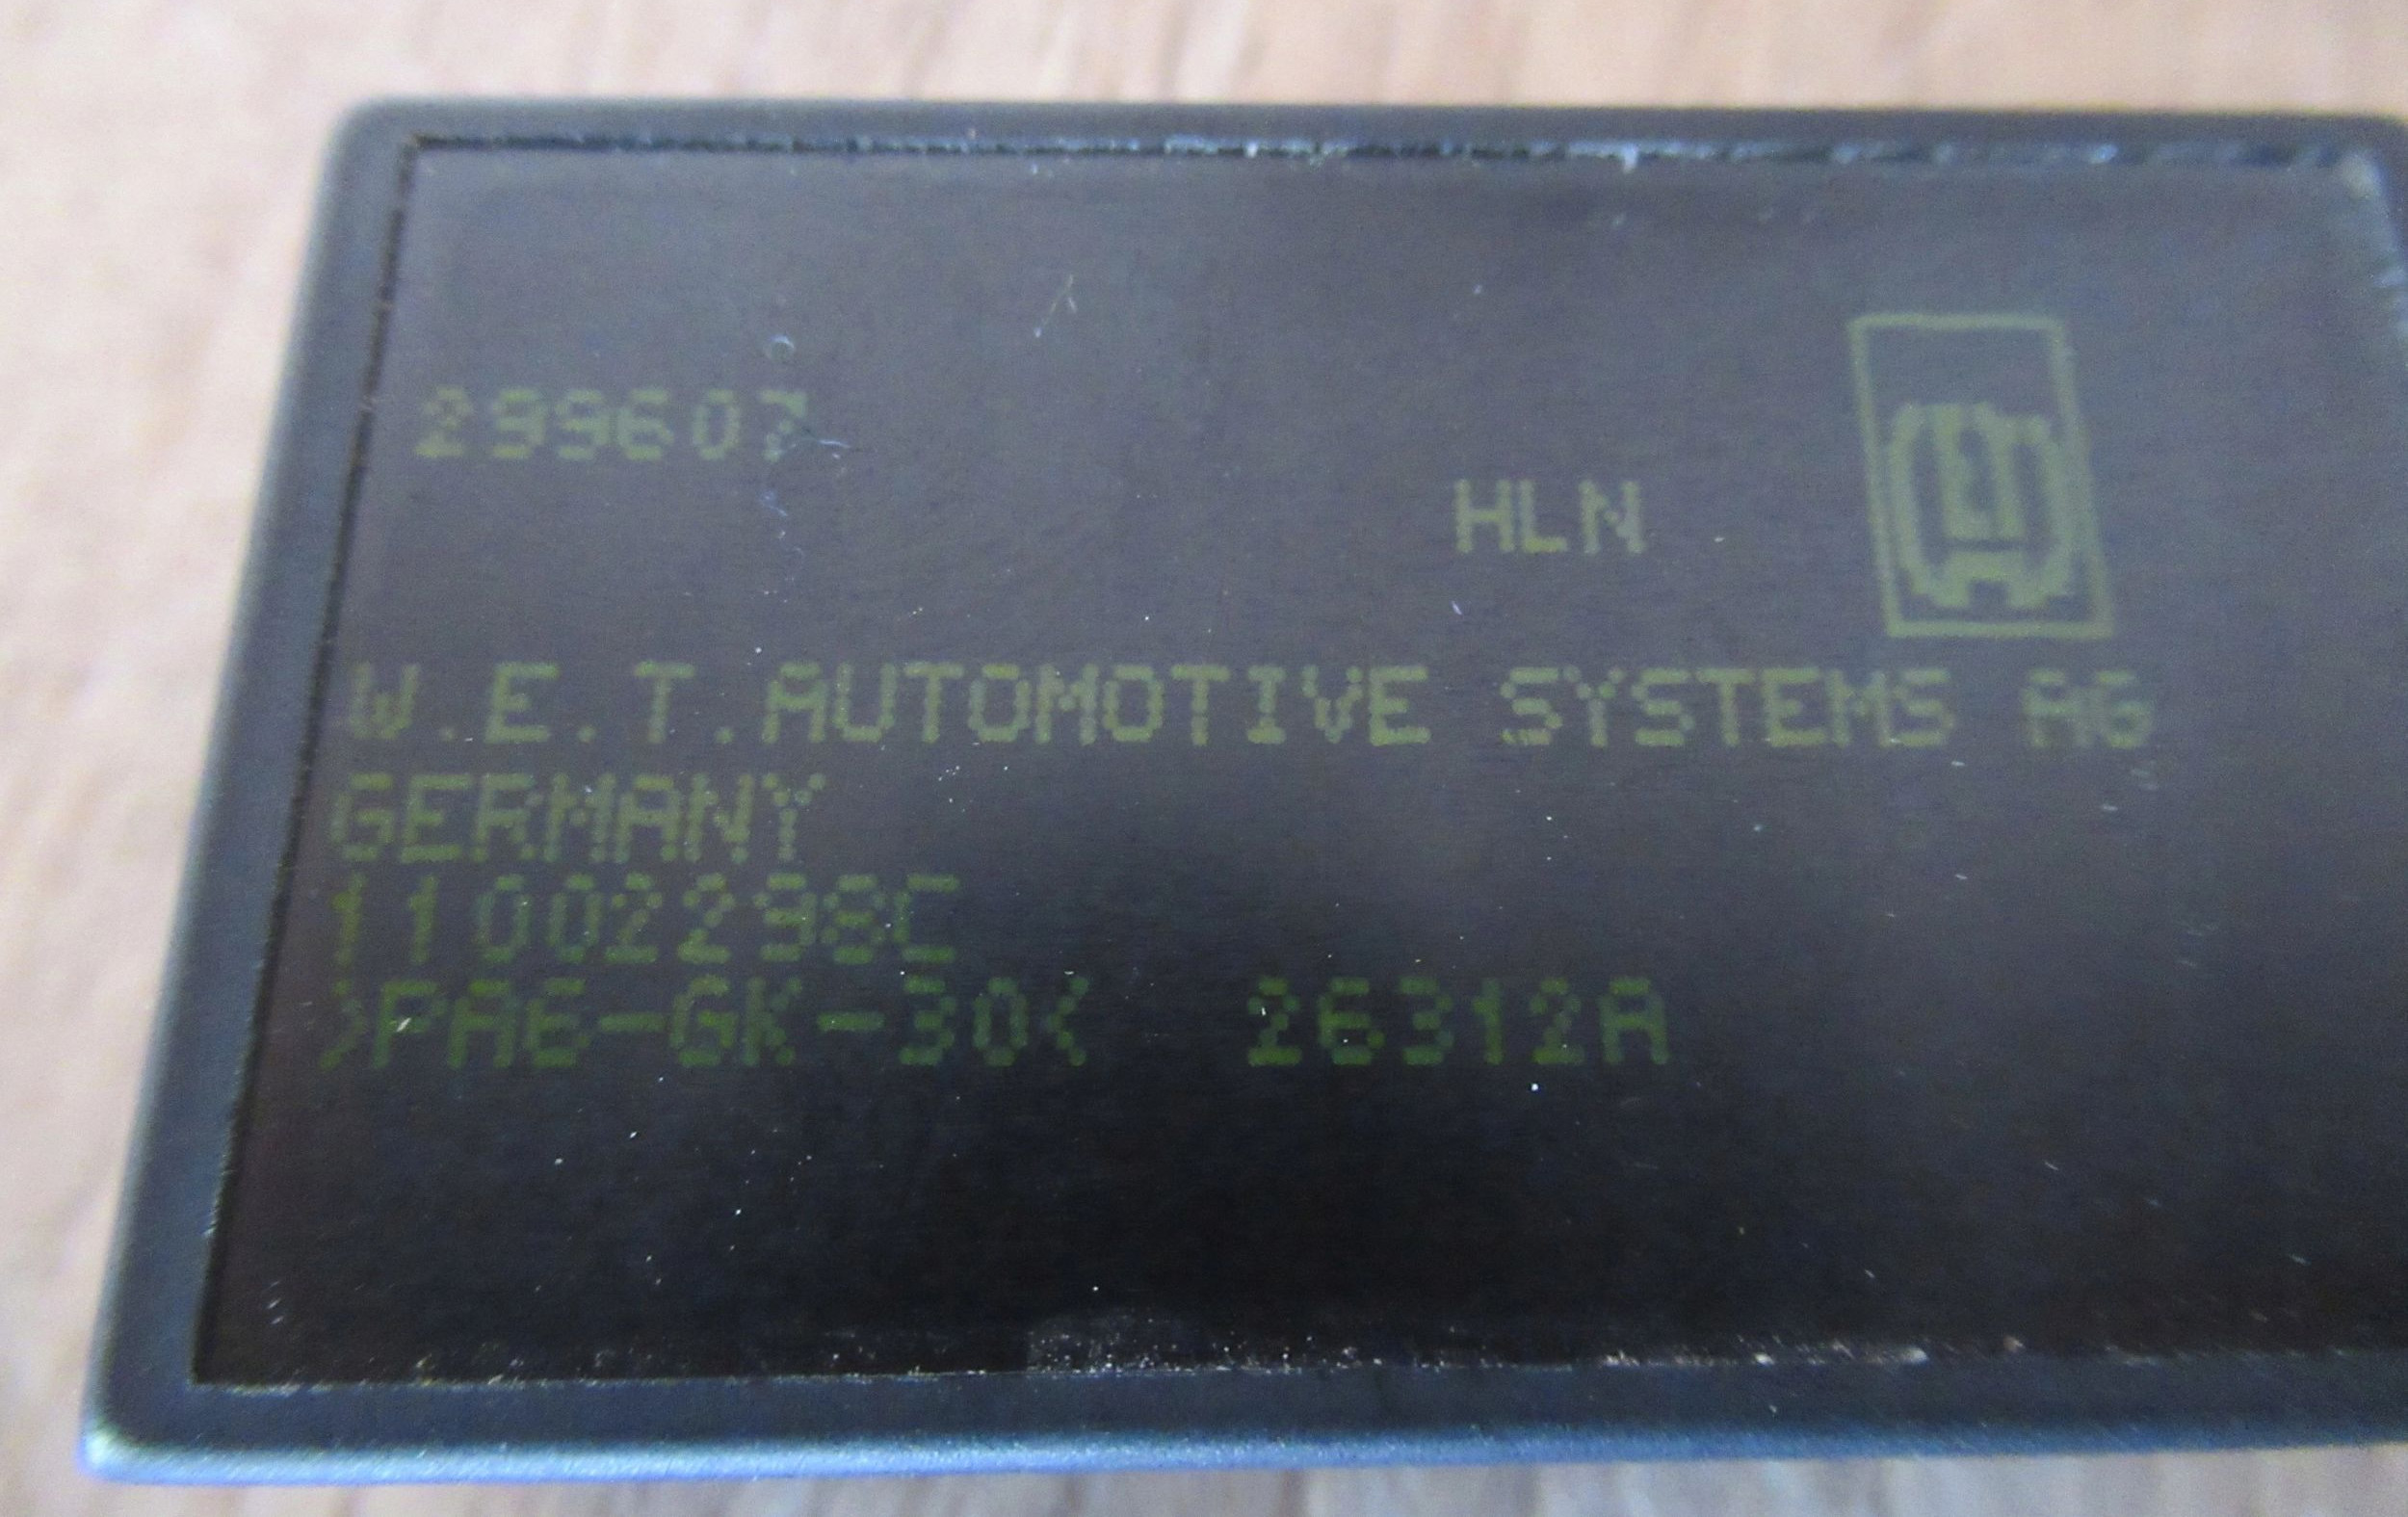 299607
HLN
W.E.T.AUTOMOTIVE SYSTEMS AG
GERMANY
11002298C
>PA6-GK-30< 26312A